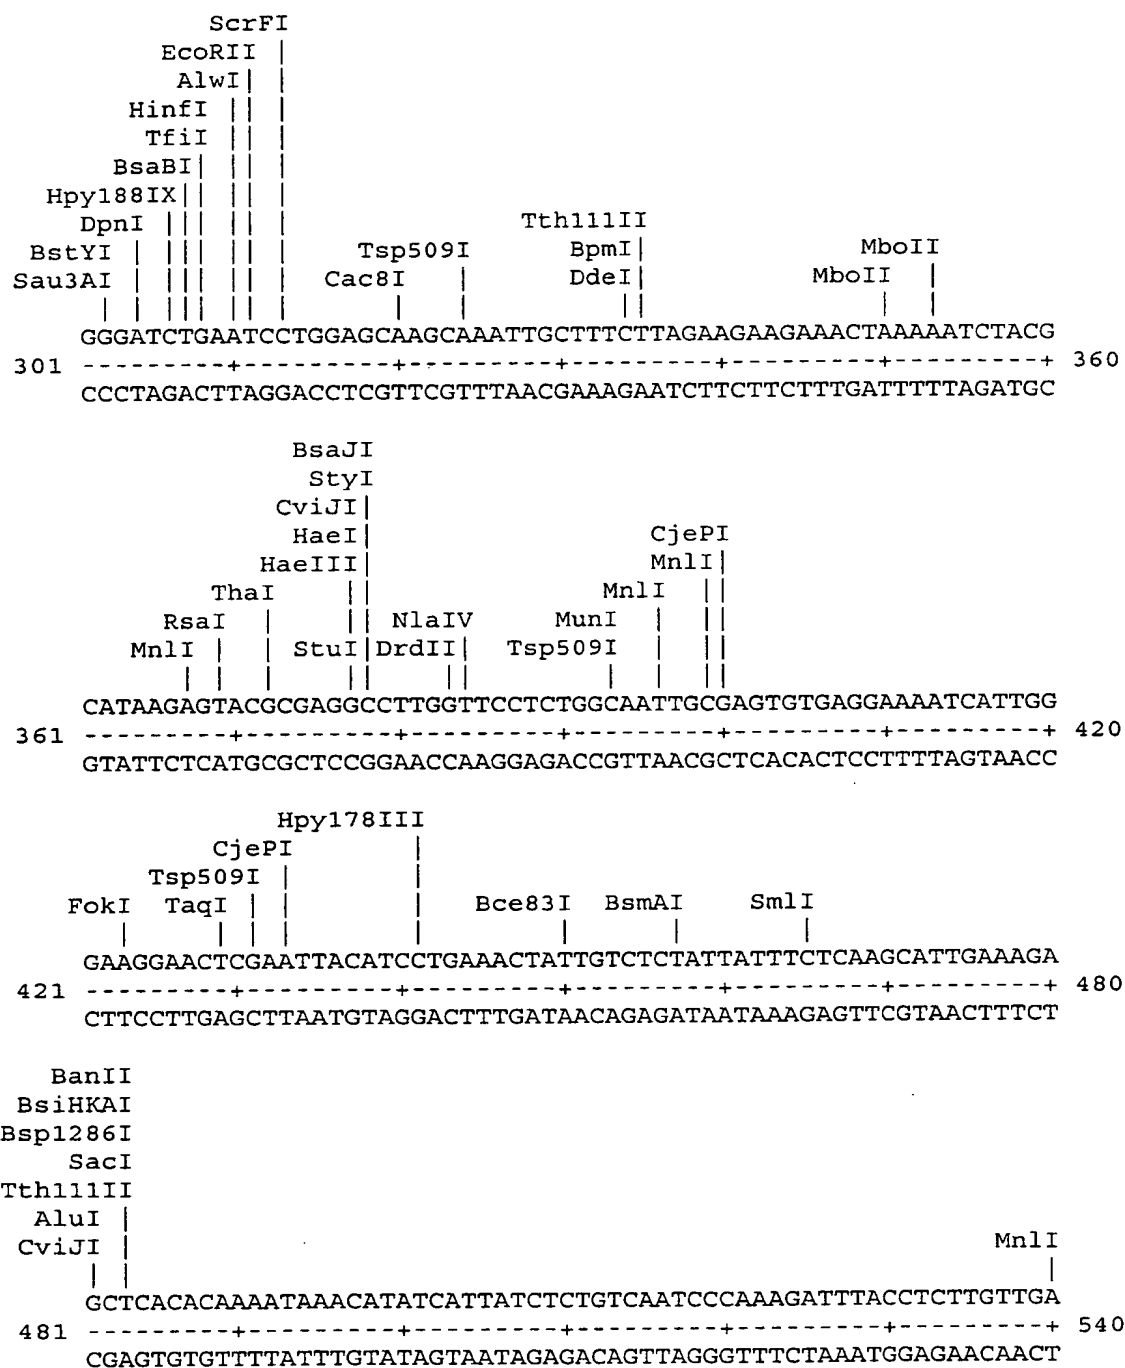 ScrFI
EcoRII
AlwI
HinfI
TfiI
BsaBI
Hpy188IX
DpnI Tth111II
BstYI Tsp509I BpmI MboII
Sau3AI Cac8I DdeI MboII
GGGATCTGAATCCTGGAGCAAGCAAATTGCTTTCTTAGAAGAAGAAACTAAAAATCTACG
301 ---------+---------+---------+---------+---------+---------+ 360
CCCTAGACTTAGGACCTCGTTCGTTTAACGAAAGAATCTTCTTCTTTGATTTTTAGATGC
BsaJI
StyI
CviJI
HaeI CjePI
HaeIII MnlI
ThaI MnlI
RsaI NlaIV MunI
MnlI StuI DrdII Tsp509I
CATAAGAGTACGCGAGGCCTTGGTTCCTCTGGCAATTGCGAGTGTGAGGAAAATCATTGG
361 ---------+---------+---------+---------+---------+---------+ 420
GTATTCTCATGCGCTCCGGAACCAAGGAGACCGTTAACGCTCACACTCCTTTTAGTAACC
Hpy178III
CjePI
Tsp509I
FokI TaqI Bce83I BsmAI SmlI
GAAGGAACTCGAATTACATCCTGAAACTATTGTCTCTATTATTTCTCAAGCATTGAAAGA
421 ---------+---------+---------+---------+---------+---------+ 480
CTTCCTTGAGCTTAATGTAGGACTTTGATAACAGAGATAATAAAGAGTTCGTAACTTTCT
BanII
BsiHKAI
Bsp1286I
SacI
Tth111II
AluI
CviJI MnlI
GCTCACACAAAATAAACATATCATTATCTCTGTCAATCCCAAAGATTTACCTCTTGTTGA
481 ---------+---------+---------+---------+---------+---------+ 540
CGAGTGTGTTTTATTTGTATAGTAATAGAGACAGTTAGGGTTTCTAAATGGAGAACAACT